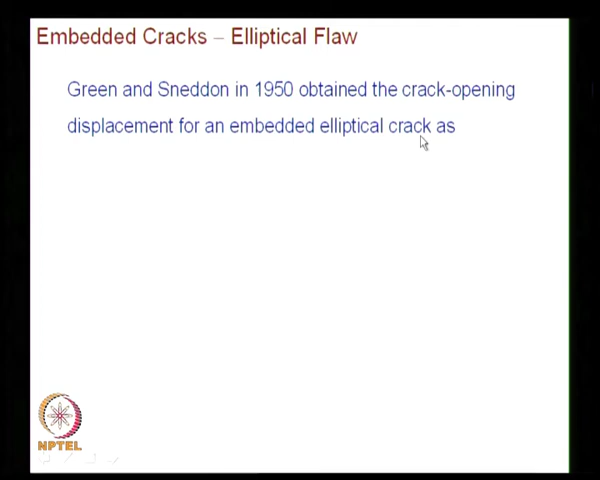 Embedded Cracks – Elliptical Flaw
Green and Sneddon in 1950 obtained the crack-opening
displacement for an embedded elliptical crack as
NPTEL